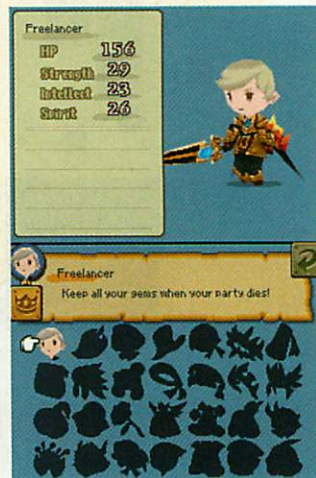 Freelancer
HP 156
Strength 29
Intellect 23
Spirit 26
Freelancer
Keep all your gems when your party dies!